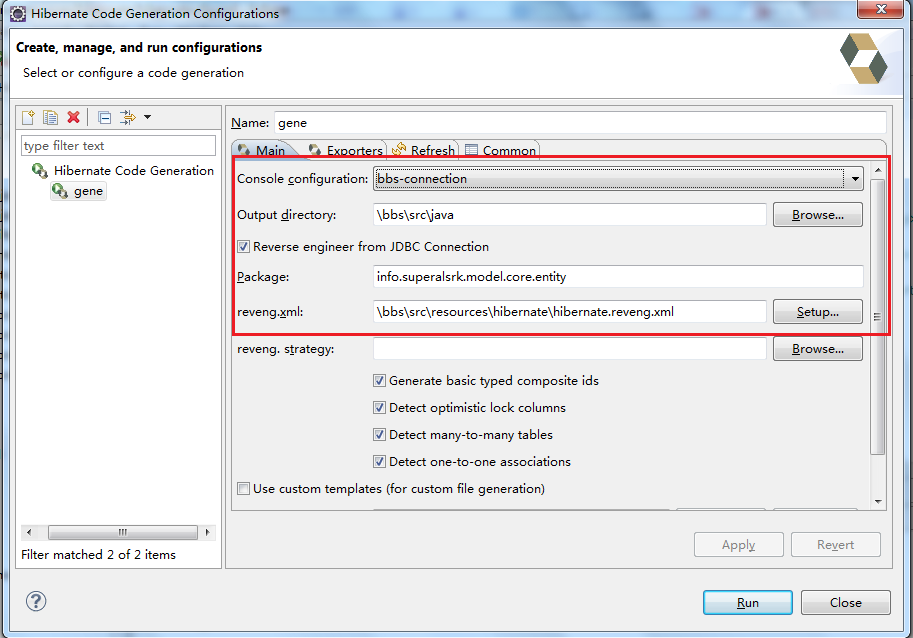 Hibernate Code Generation Configurations
Create, manage, and run configurations
Select or configure a code generation
type filter text
Hibernate Code Generation
gene
Filter matched 2 of 2 items
Name: gene
Main Exporters Refresh Common
Console configuration: bbs-connection
Output directory: \bbs\src\java Browse...
Reverse engineer from JDBC Connection
Package: info.superalsrk.model.core.entity
reveng.xml: \bbs\src\resources\hibernate\hibernate.reveng.xml Setup...
reveng. strategy: Browse...
Generate basic typed composite ids
Detect optimistic lock columns
Detect many-to-many tables
Detect one-to-one associations
Use custom templates (for custom file generation)
Apply Revert
Run Close